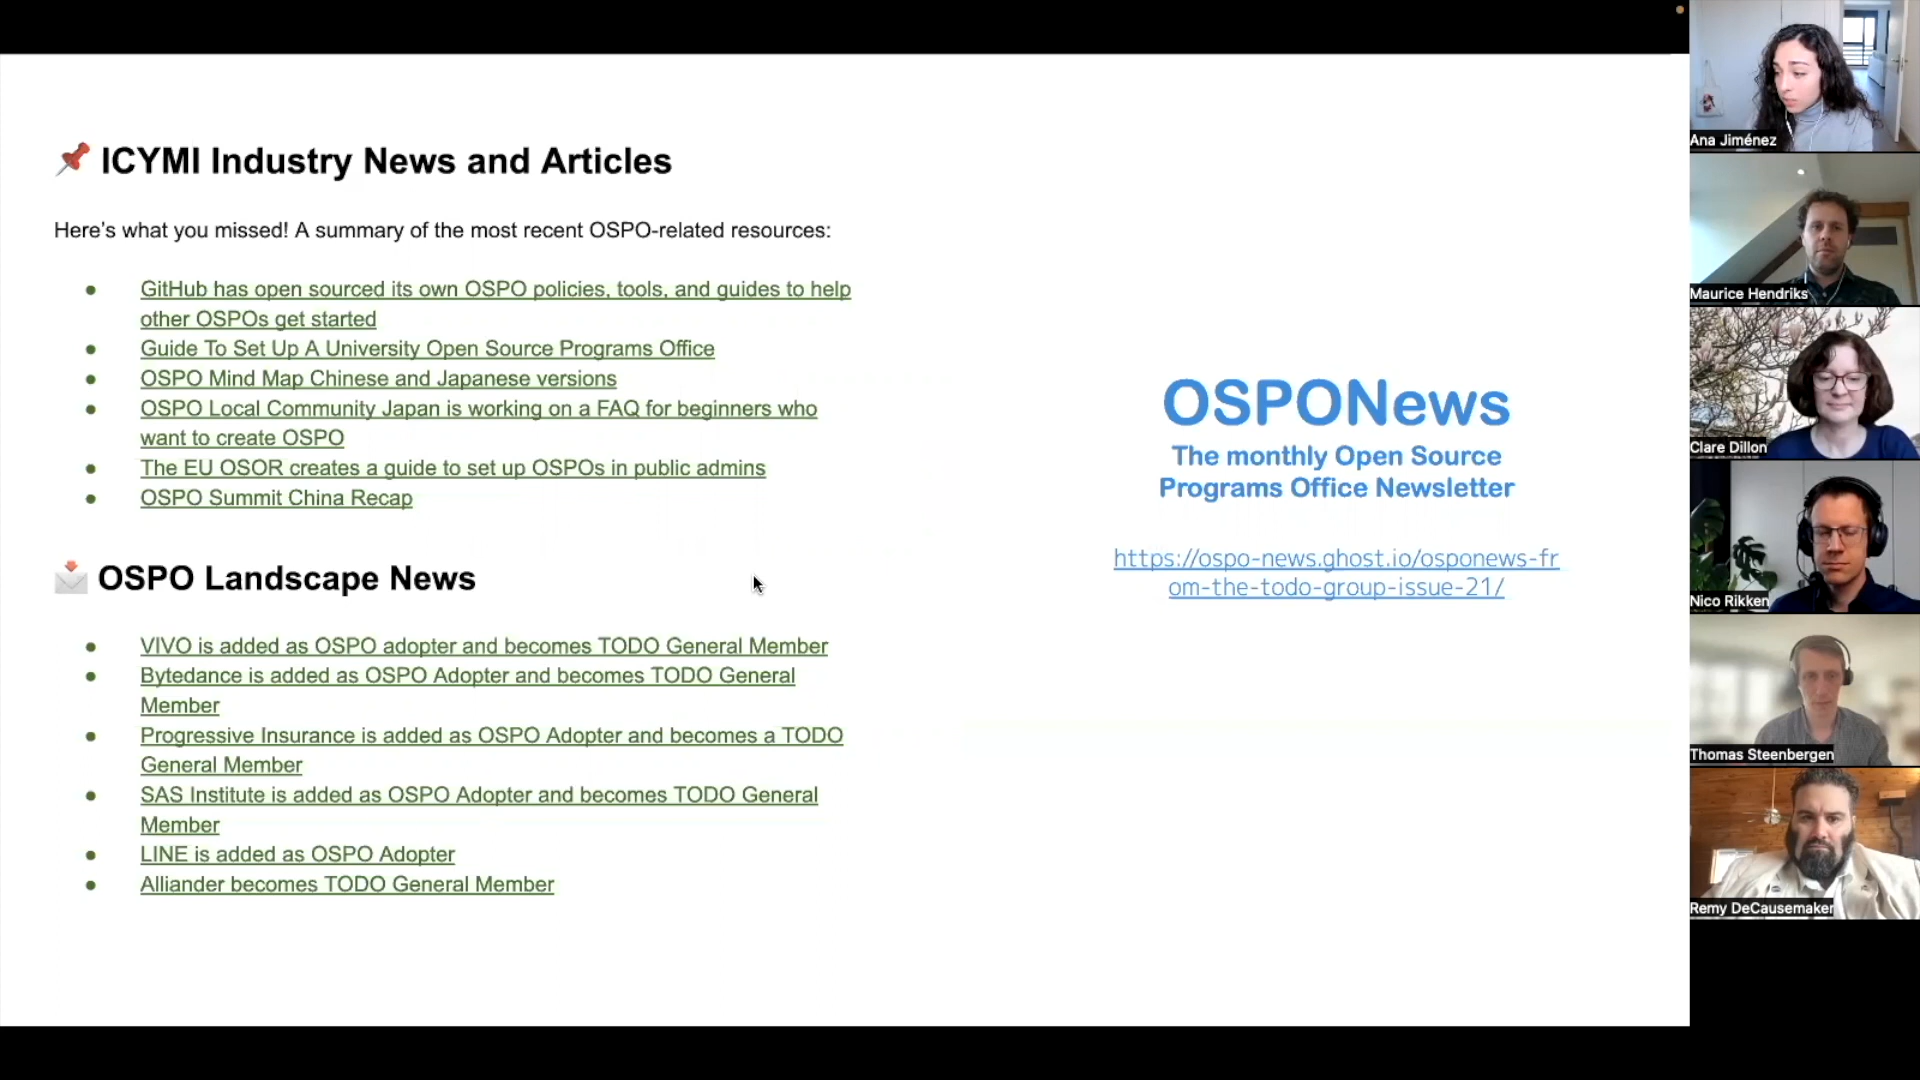 📌 ICYMI Industry News and Articles
Here's what you missed! A summary of the most recent OSPO-related resources:
● GitHub has open sourced its own OSPO policies, tools, and guides to help
other OSPOs get started
● Guide To Set Up A University Open Source Programs Office
● OSPO Mind Map Chinese and Japanese versions
● OSPO Local Community Japan is working on a FAQ for beginners who
want to create OSPO
● The EU OSOR creates a guide to set up OSPOs in public admins
● OSPO Summit China Recap
📩 OSPO Landscape News
● VIVO is added as OSPO adopter and becomes TODO General Member
● Bytedance is added as OSPO Adopter and becomes TODO General
Member
● Progressive Insurance is added as OSPO Adopter and becomes a TODO
General Member
● SAS Institute is added as OSPO Adopter and becomes TODO General
Member
● LINE is added as OSPO Adopter
● Alliander becomes TODO General Member
OSPONews
The monthly Open Source
Programs Office Newsletter
https://ospo-news.ghost.io/osponews-fr
om-the-todo-group-issue-21/
Ana Jiménez
Maurice Hendriks
Clare Dillon
Nico Rikken
Thomas Steenbergen
Remy DeCausemaker